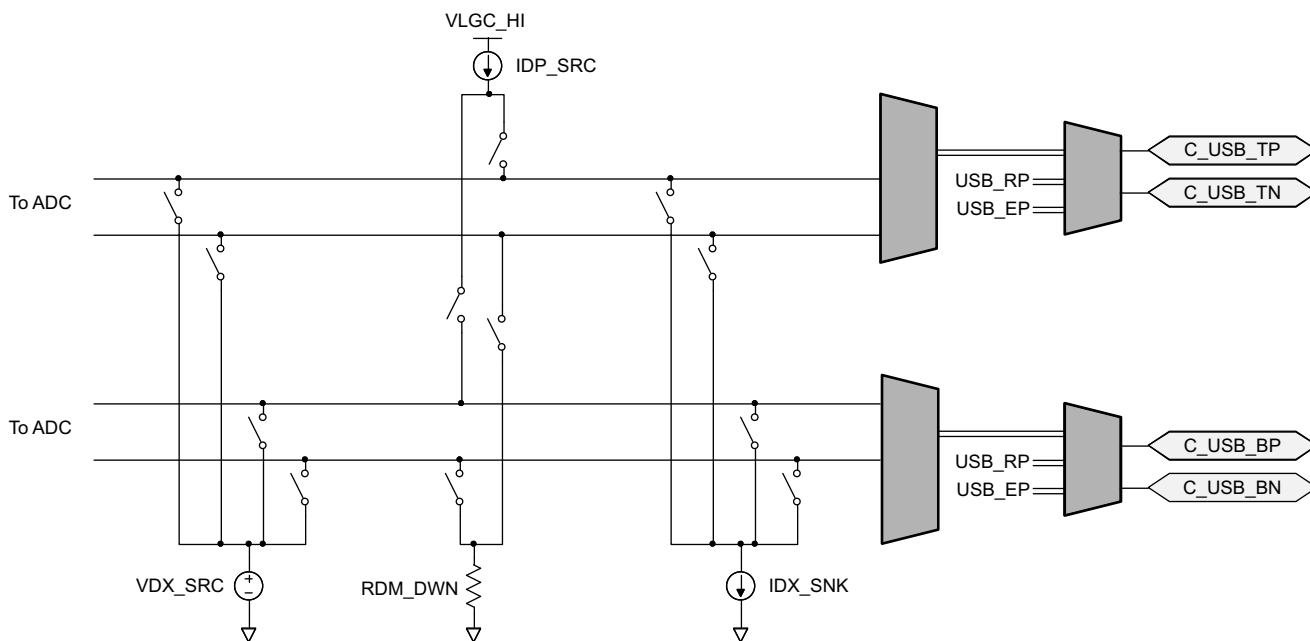 VLGC_HI
IDP_SRC
C_USB_TP
To ADC
USB_RP
C_USB_TN
USB_EP
To ADC
C_USB_BP
USB_RP
C_USB_BN
USB_EP
VDX_SRC
+
−
RDM_DWN
IDX_SNK